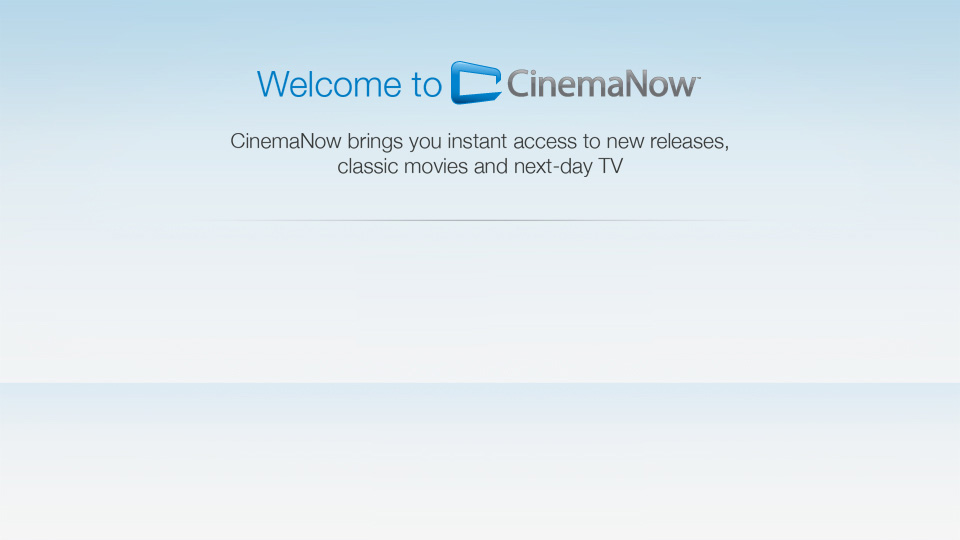 Welcome to CinemaNow™
CinemaNow brings you instant access to new releases,
classic movies and next-day TV